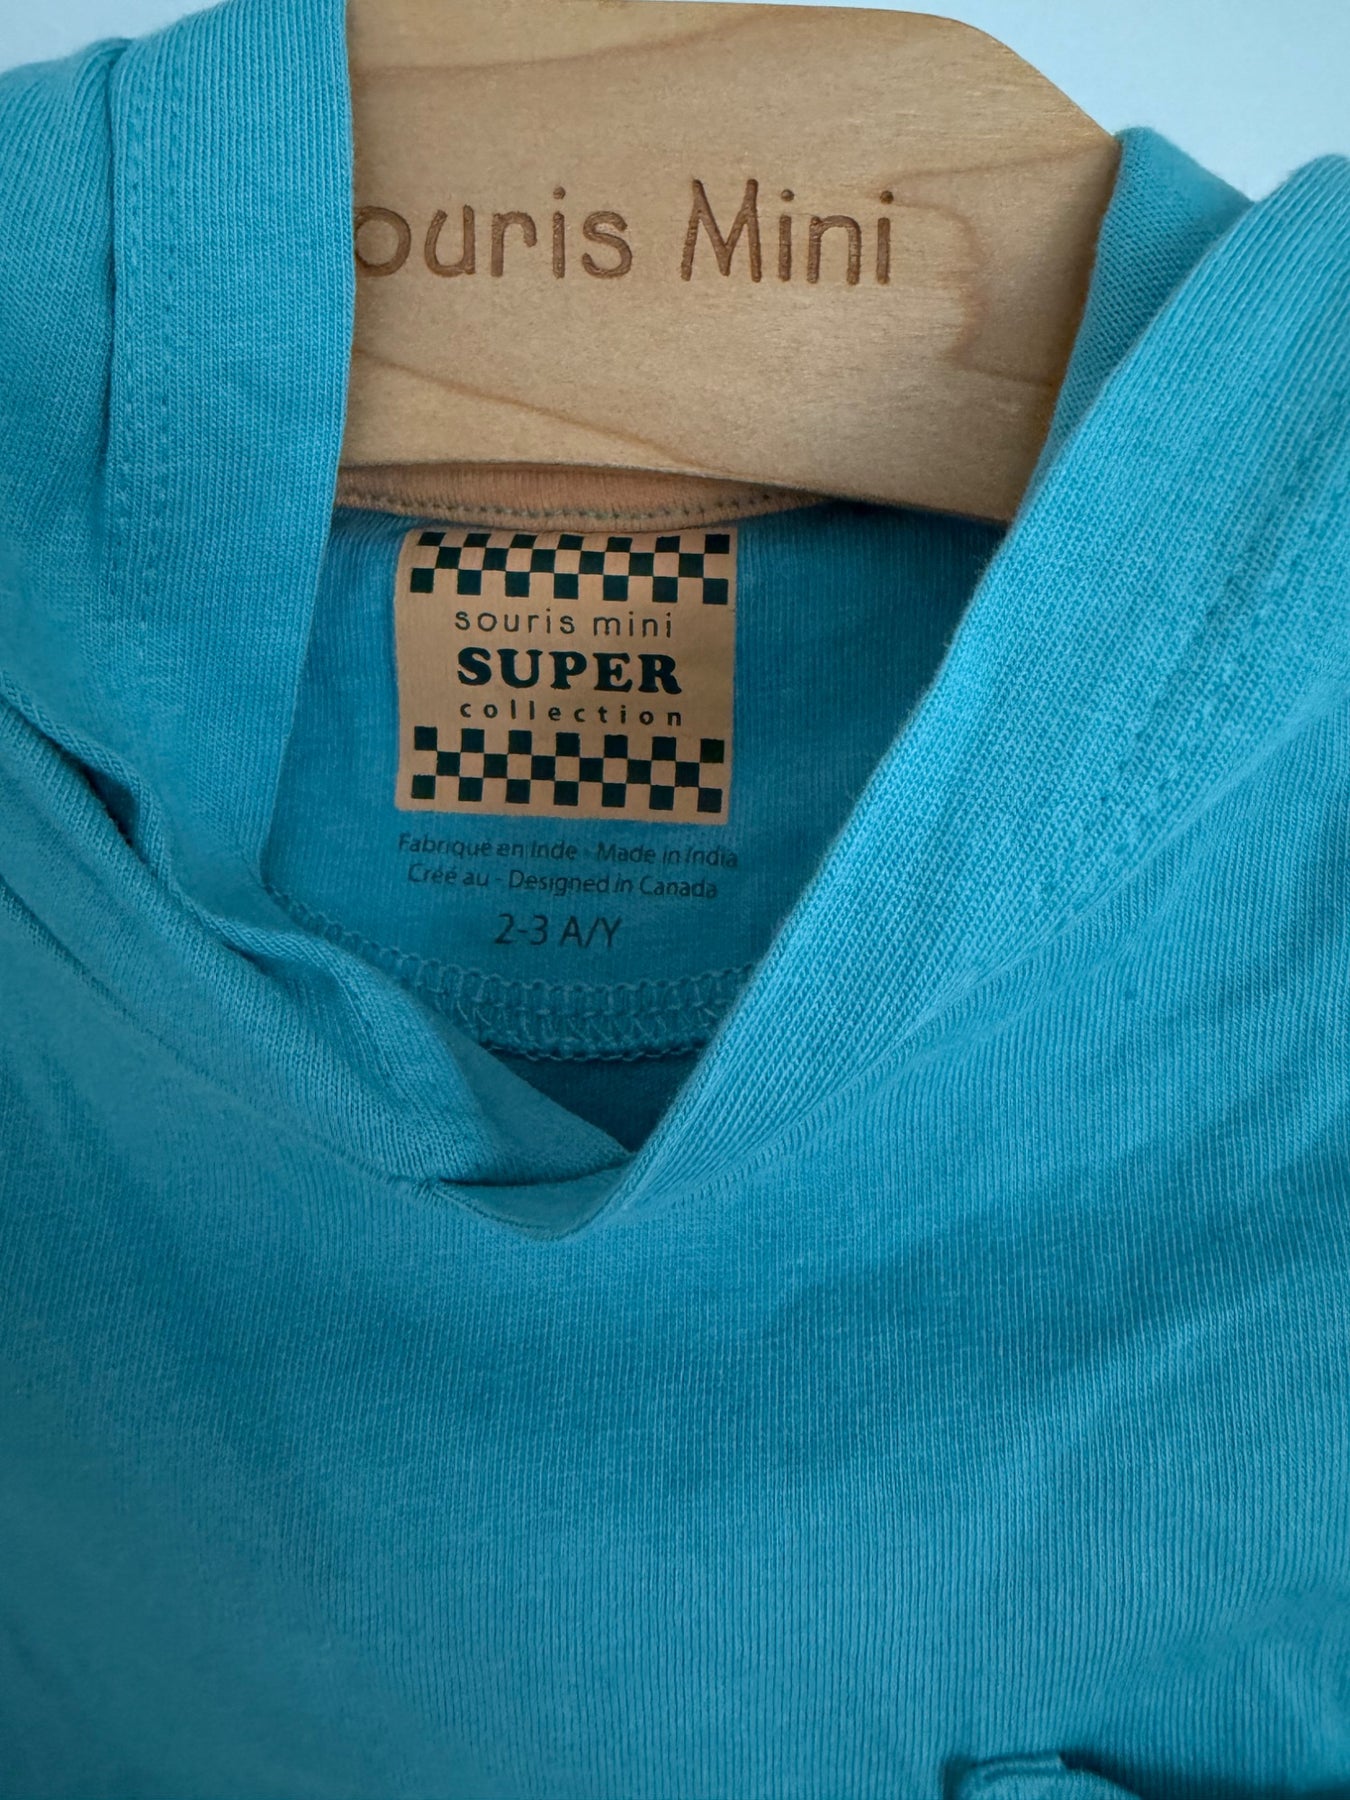 ouris Mini
souris mini
SUPER
collection
Fabriqué en Inde - Made in India
Créé au - Designed in Canada
2-3 A/Y